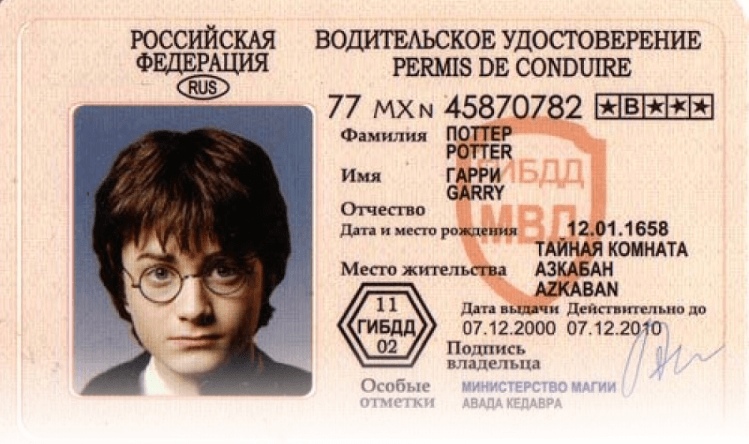 РОССИЙСКАЯ
ФЕДЕРАЦИЯ
RUS
ВОДИТЕЛЬСКОЕ УДОСТОВЕРЕНИЕ
PERMIS DE CONDUIRE
77 МХN 45870782 ★B★★★
Фамилия ПОТТЕР
POTTER
Имя ГАРРИ
GARRY
Отчество
Дата и место рождения 12.01.1658
ТАЙНАЯ КОМНАТА
Место жительства АЗКАБАН
AZKABAN
ГИБДД
МВД
11
ГИБДД
02
Дата выдачи Действительно до
07.12.2000 07.12.2010
Подпись
владельца
Особые МИНИСТЕРСТВО МАГИИ
отметки АВАДА КЕДАВРА